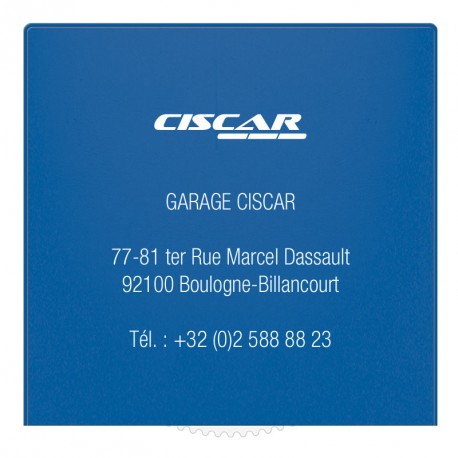 CISCAR
GARAGE CISCAR
77-81 ter Rue Marcel Dassault
92100 Boulogne-Billancourt
Tél. : +32 (0)2 588 88 23